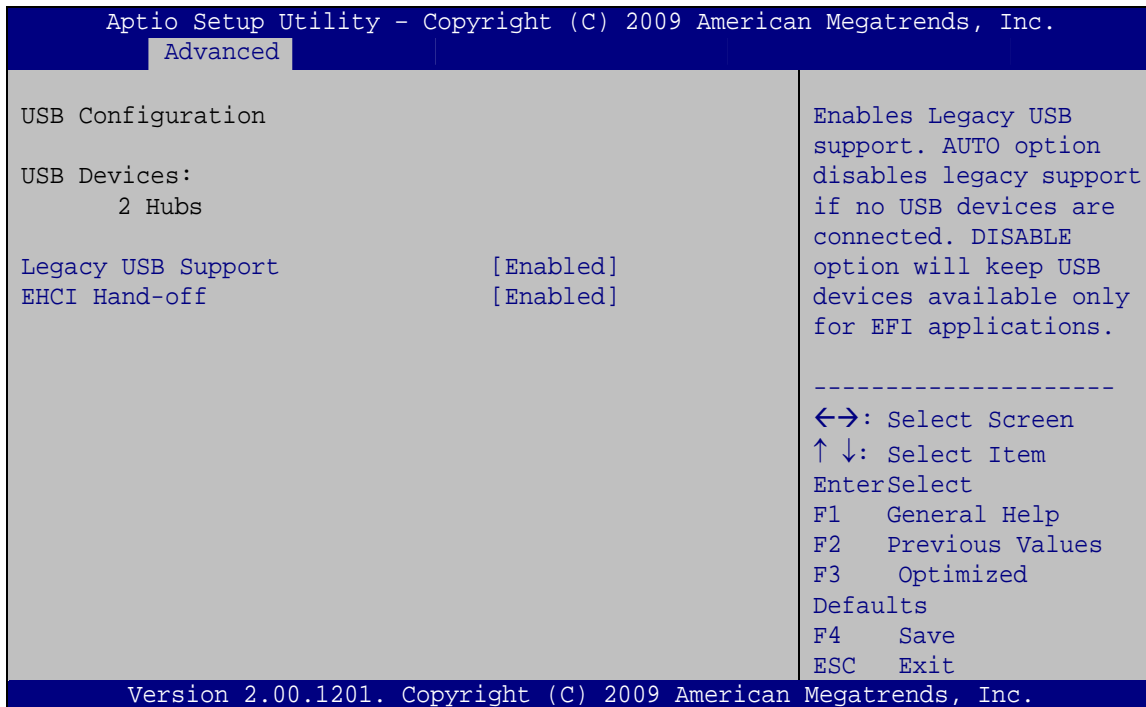 Aptio Setup Utility – Copyright (C) 2009 American Megatrends, Inc.
Advanced
USB Configuration
USB Devices:
2 Hubs
Legacy USB Support [Enabled]
EHCI Hand-off [Enabled]
Enables Legacy USB
support. AUTO option
disables legacy support
if no USB devices are
connected. DISABLE
option will keep USB
devices available only
for EFI applications.
---------------------
←→: Select Screen
↑ ↓: Select Item
EnterSelect
F1 General Help
F2 Previous Values
F3 Optimized
Defaults
F4 Save
ESC Exit
Version 2.00.1201. Copyright (C) 2009 American Megatrends, Inc.